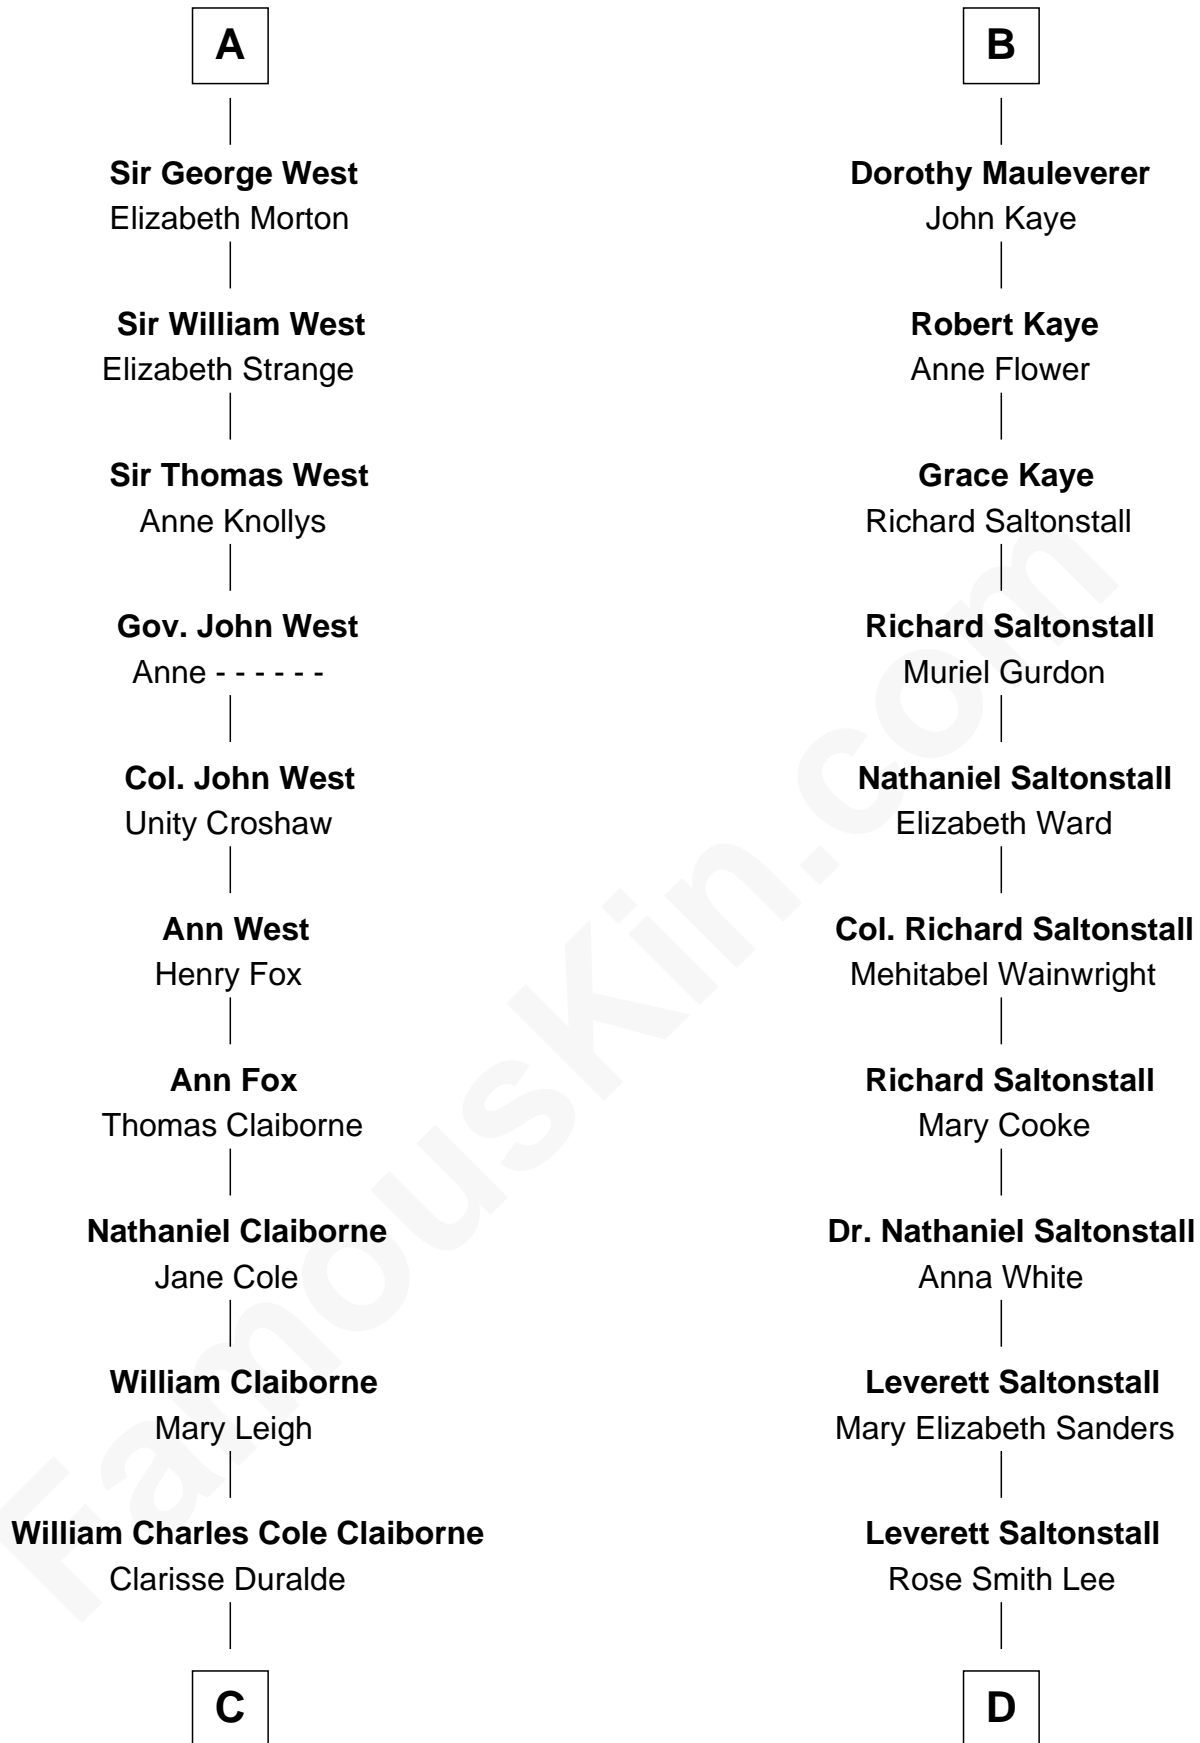 A
Sir George West
Elizabeth Morton
Sir William West
Elizabeth Strange
Sir Thomas West
Anne Knollys
Gov. John West
Anne - - - - - -
Col. John West
Unity Croshaw
Ann West
Henry Fox
Ann Fox
Thomas Claiborne
Nathaniel Claiborne
Jane Cole
William Claiborne
Mary Leigh
William Charles Cole Claiborne
Clarisse Duralde
C
B
Dorothy Mauleverer
John Kaye
Robert Kaye
Anne Flower
Grace Kaye
Richard Saltonstall
Richard Saltonstall
Muriel Gurdon
Nathaniel Saltonstall
Elizabeth Ward
Col. Richard Saltonstall
Mehitabel Wainwright
Richard Saltonstall
Mary Cooke
Dr. Nathaniel Saltonstall
Anna White
Leverett Saltonstall
Mary Elizabeth Sanders
Leverett Saltonstall
Rose Smith Lee
D
FamousKin.com